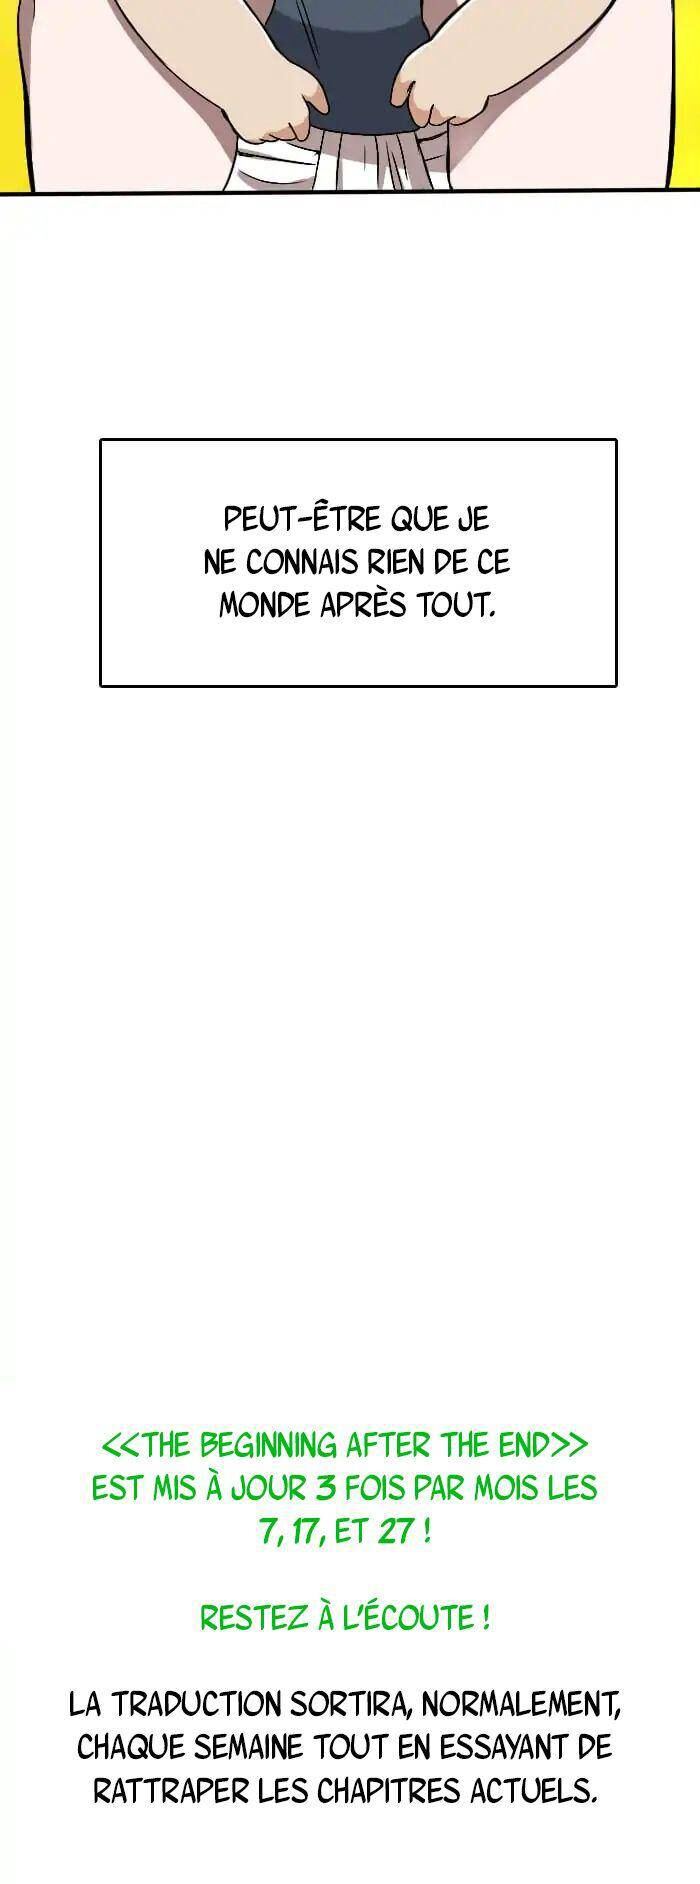 PEUT-ÊTRE QUE JE
NE CONNAIS RIEN DE CE
MONDE APRÈS TOUT.
<<THE BEGINNING AFTER THE END>>
EST MIS À JOUR 3 FOIS PAR MOIS LES
7, 17, ET 27 !
RESTEZ À L'ÉCOUTE !
LA TRADUCTION SORTIRA, NORMALEMENT,
CHAQUE SEMAINE TOUT EN ESSAYANT DE
RATTRAPER LES CHAPITRES ACTUELS.